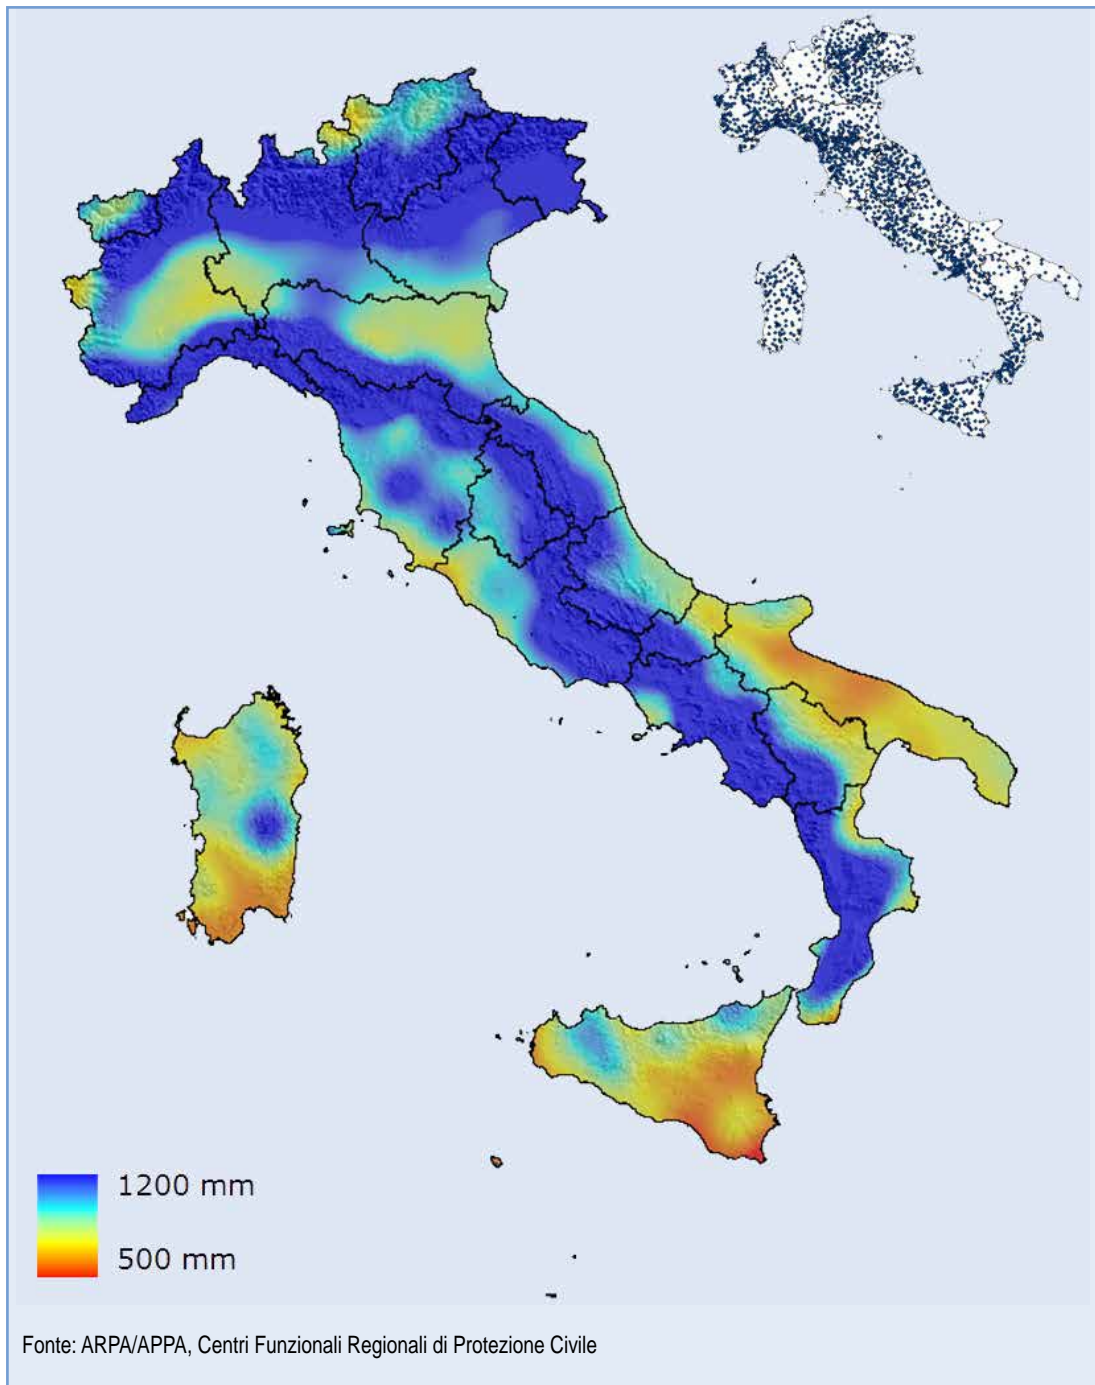 1200 mm
500 mm
Fonte: ARPA/APPA, Centri Funzionali Regionali di Protezione Civile